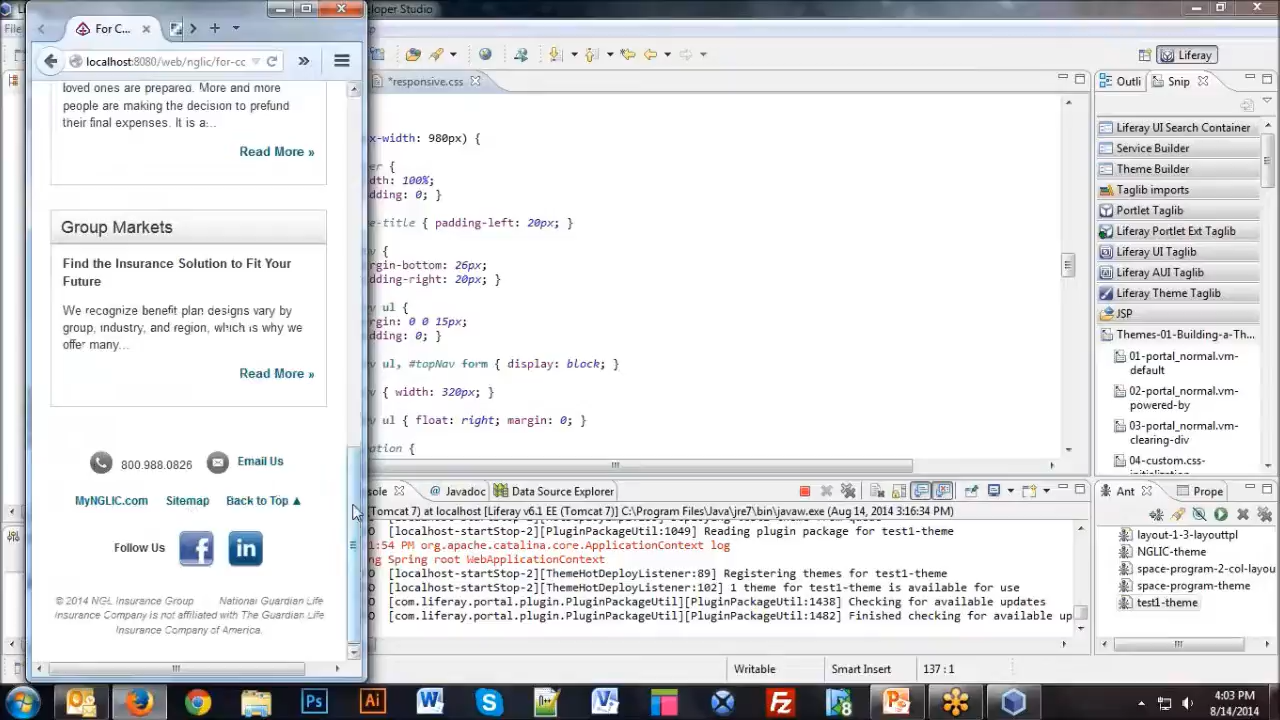 For C...
localhost:8080/web/nglic/for-cc
»
loved ones are prepared. More and more
people are making the decision to prefund
their final expenses. It is a...
Read More »
Group Markets
Find the Insurance Solution to Fit Your
Future
We recognize benefit plan designs vary by
group, industry, and region, which is why we
offer many...
Read More »
800.988.0826
Email Us
MyNGLIC.com
Sitemap
Back to Top ▲
Follow Us
© 2014 NGL Insurance Group National Guardian Life
Insurance Company is not affiliated with The Guardian Life
Insurance Company of America.
eloper Studio
Liferay
*responsive.css
x-width: 980px) {
er {
dth: 100%;
dding: 0; }
e-title { padding-left: 20px; }
v {
rgin-bottom: 26px;
dding-right: 20px; }
v ul {
rgin: 0 0 15px;
dding: 0; }
v ul, #topNav form { display: block; }
v { width: 320px; }
v ul { float: right; margin: 0; }
ation {
Outli
Snip
Liferay UI Search Container
Service Builder
Theme Builder
Taglib imports
Portlet Taglib
Liferay Portlet Ext Taglib
Liferay UI Taglib
Liferay AUI Taglib
Liferay Theme Taglib
JSP
Themes-01-Building-a-Th...
01-portal_normal.vm-
default
02-portal_normal.vm-
powered-by
03-portal_normal.vm-
clearing-div
04-custom.css-
sole
Javadoc
Data Source Explorer
[Tomcat 7] at localhost [Liferay v6.1 EE (Tomcat 7)] C:\Program Files\Java\jre7\bin\javaw.exe (Aug 14, 2014 3:16:34 PM)
[localhost-startStop-2][PluginPackageUtil:1049] Reading plugin package for test1-theme
1:54 PM org.apache.catalina.core.ApplicationContext log
ng Spring root WebApplicationContext
O [localhost-startStop-2][ThemeHotDeployListener:89] Registering themes for test1-theme
O [localhost-startStop-2][ThemeHotDeployListener:102] 1 theme for test1-theme is available for use
O [com.liferay.portal.plugin.PluginPackageUtil][PluginPackageUtil:1438] Checking for available updates
O [com.liferay.portal.plugin.PluginPackageUtil][PluginPackageUtil:1482] Finished checking for available up
Ant
Prope
layout-1-3-layouttpl
NGLIC-theme
space-program-2-col-layou
space-program-theme
test1-theme
Writable
Smart Insert
137 : 1
4:03 PM
8/14/2014